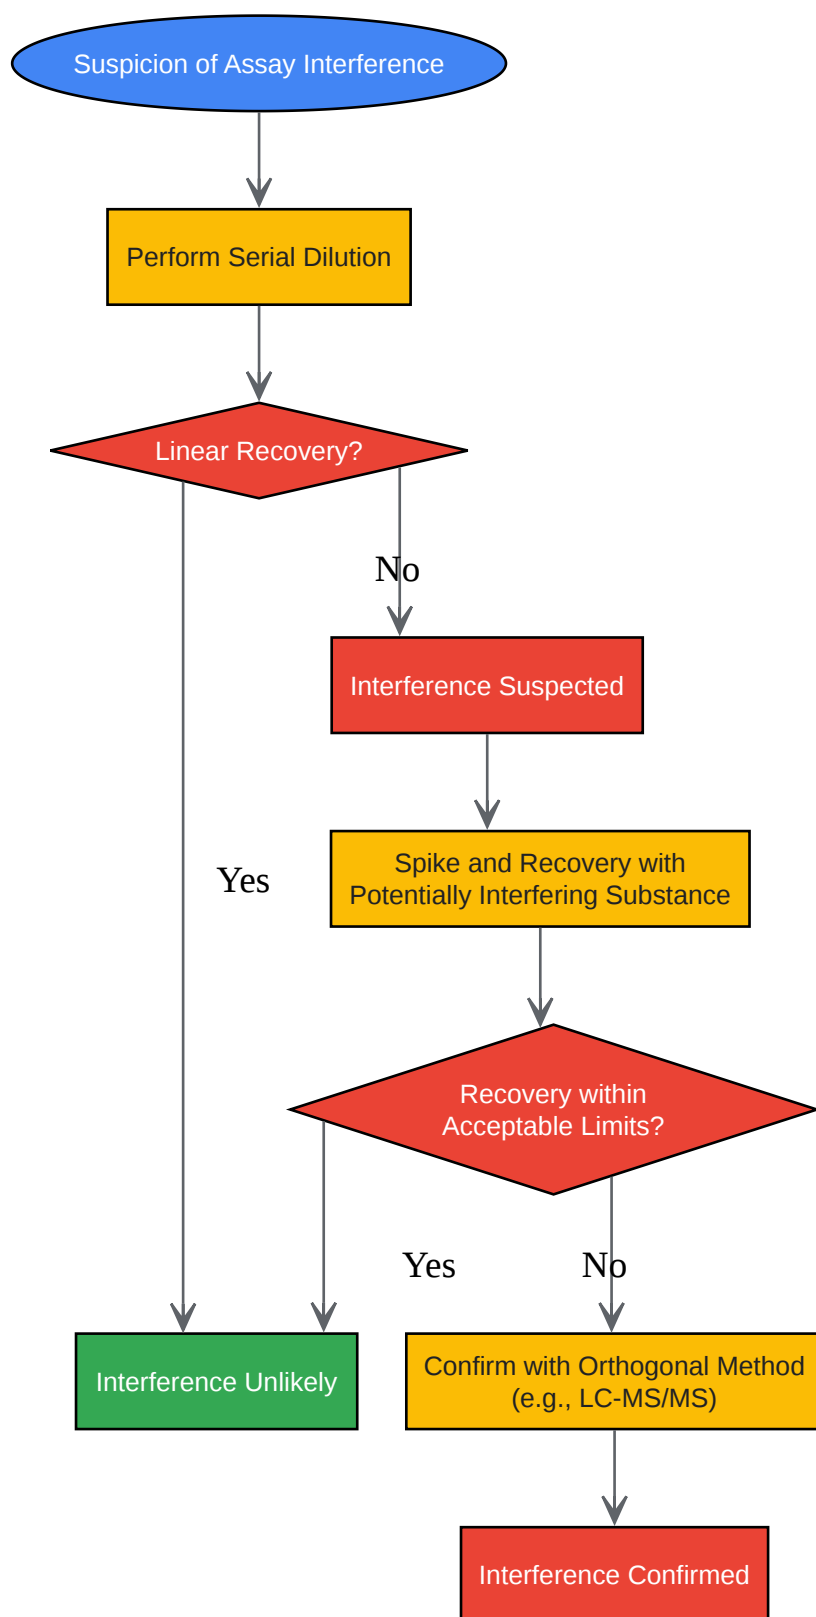 Suspicion of Assay Interference
Perform Serial Dilution
Linear Recovery?
No
Interference Suspected
Yes
Spike and Recovery with
Potentially Interfering Substance
Recovery within
Acceptable Limits?
Yes
No
Interference Unlikely
Confirm with Orthogonal Method
(e.g., LC-MS/MS)
Interference Confirmed